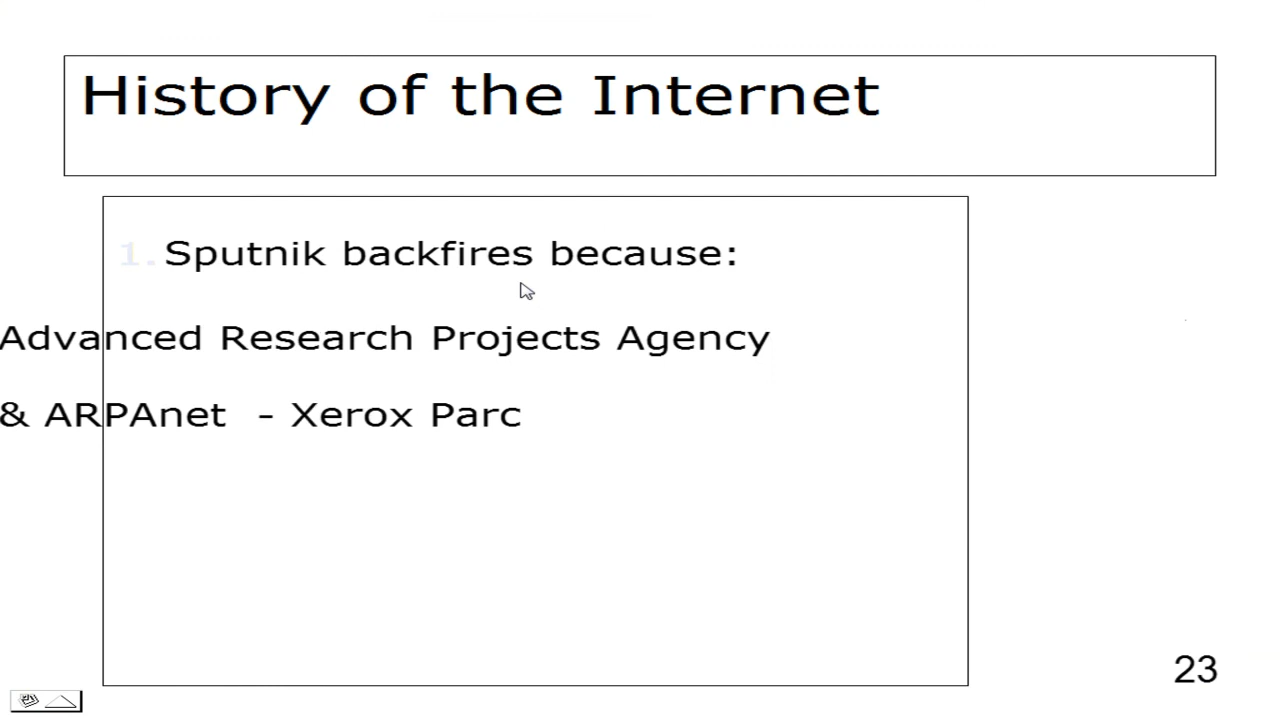 History of the Internet
1. Sputnik backfires because:
Advanced Research Projects Agency
& ARPAnet - Xerox Parc
23